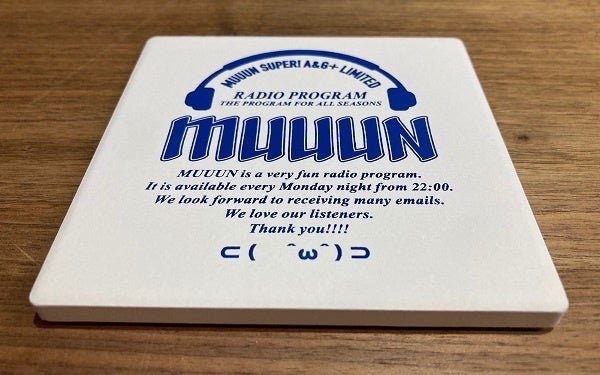 MUUUN SUPER! A&G+ LIMITED
RADIO PROGRAM
THE PROGRAM FOR ALL SEASONS
MUUUN
MUUUN is a very fun radio program.
It is available every Monday night from 22:00.
We look forward to receiving many emails.
We love our listeners.
Thank you!!!!
⊂( ˆωˆ)⊃